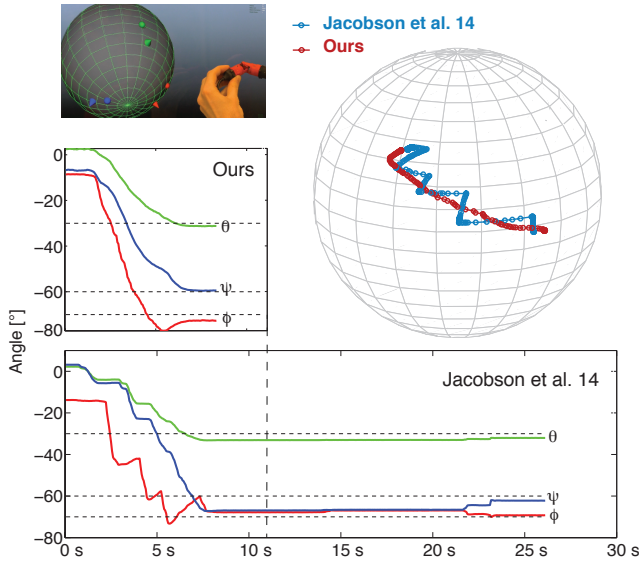 Jacobson et al. 14
Ours
Ours
0
−20
−40
−60
−80
θ
ψ
ϕ
Angle [°]
Jacobson et al. 14
0
−20
−40
−60
−80
θ
ψ
ϕ
0 s 5 s 10 s 15 s 20 s 25 s 30 s